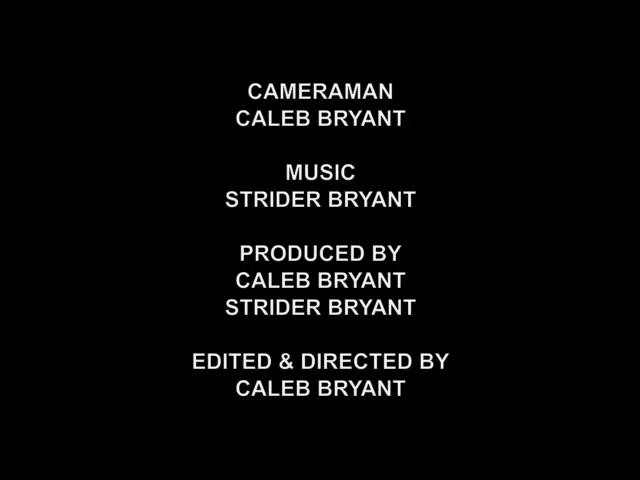 CAMERAMAN
CALEB BRYANT
MUSIC
STRIDER BRYANT
PRODUCED BY
CALEB BRYANT
STRIDER BRYANT
EDITED & DIRECTED BY
CALEB BRYANT